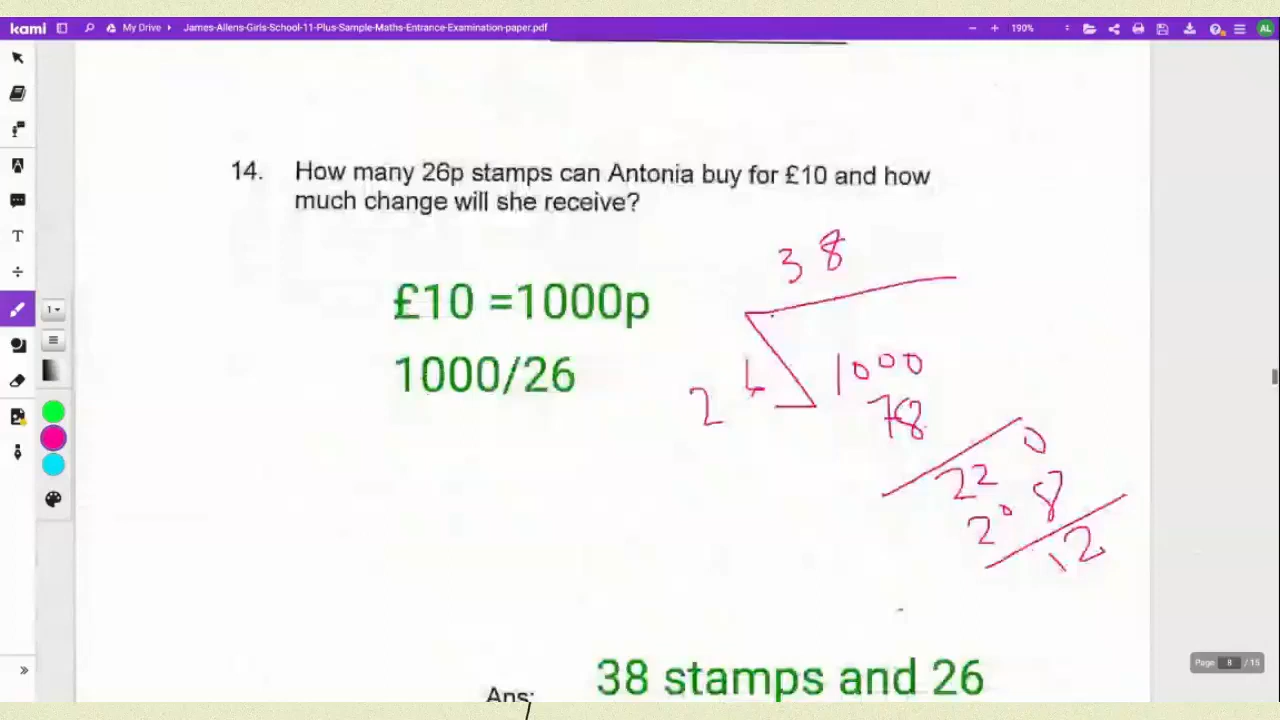 kami My Drive James-Allens-Girls-School-11-Plus-Sample-Maths-Entrance-Examination-paper.pdf 190% AL
14. How many 26p stamps can Antonia buy for £10 and how
much change will she receive?
38
£10 =1000p
1000/26
26 1000
78
220
208
12
Page 8 / 15
Ans: 38 stamps and 26